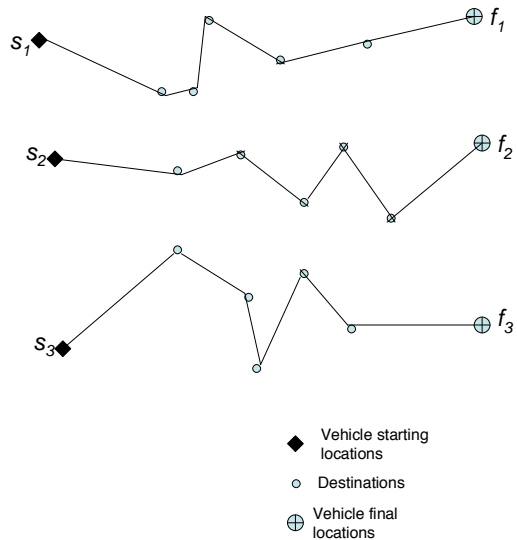 s1
f1
s2
f2
s3
f3
Vehicle starting
locations
Destinations
Vehicle final
locations